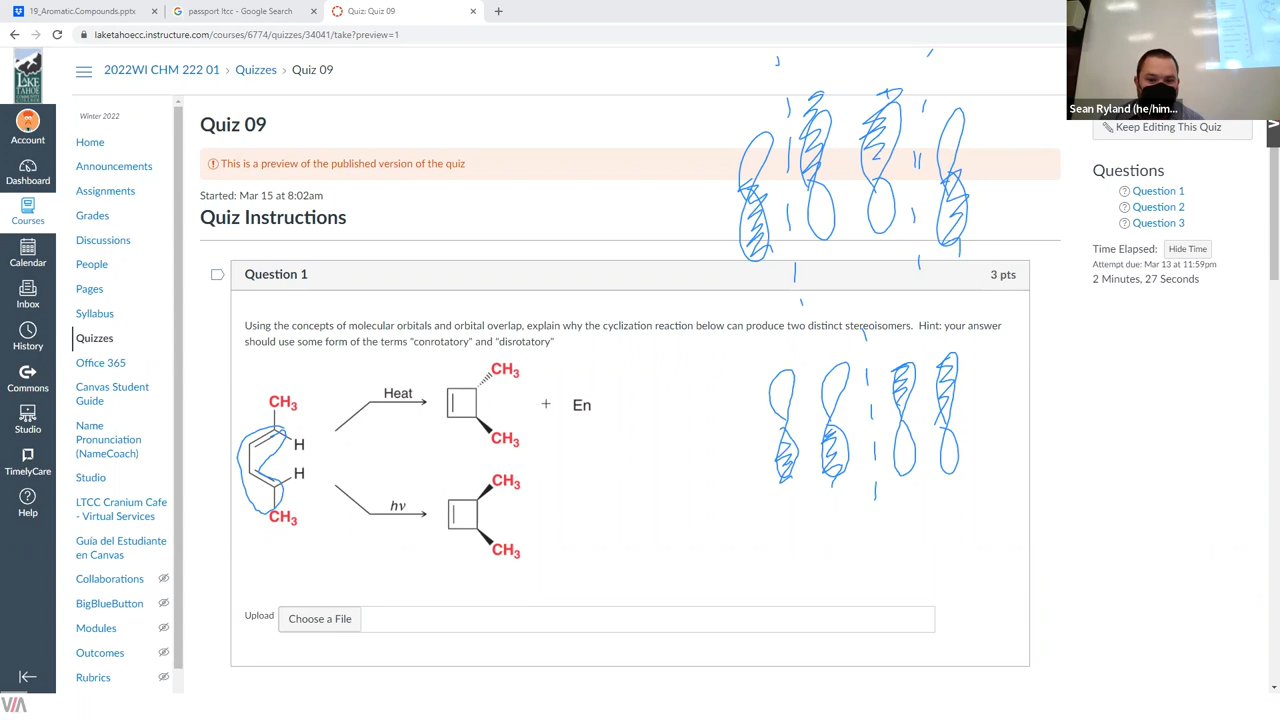 19_Aromatic.Compounds.pptx
passport ltcc - Google Search
Quiz: Quiz 09
laketahoecc.instructure.com/courses/6774/quizzes/34041/take?preview=1
2022WI CHM 222 01 › Quizzes › Quiz 09
LAKE TAHOE
Account
Dashboard
Courses
Calendar
Inbox
History
Commons
Studio
TimelyCare
Help
Winter 2022
Home
Announcements
Assignments
Grades
Discussions
People
Pages
Syllabus
Quizzes
Office 365
Canvas Student
Guide
Name
Pronunciation
(NameCoach)
Studio
LTCC Cranium Cafe
- Virtual Services
Guía del Estudiante
en Canvas
Collaborations
BigBlueButton
Modules
Outcomes
Rubrics
Quiz 09
This is a preview of the published version of the quiz
Started: Mar 15 at 8:02am
Quiz Instructions
Question 1
3 pts
Using the concepts of molecular orbitals and orbital overlap, explain why the cyclization reaction below can produce two distinct stereoisomers. Hint: your answer
should use some form of the terms "conrotatory" and "disrotatory"
CH3
H
H
CH3
Heat
CH3
CH3
+ En
hν
CH3
CH3
Upload
Choose a File
Sean Ryland (he/him...
Keep Editing This Quiz
Questions
Question 1
Question 2
Question 3
Time Elapsed:
Hide Time
Attempt due: Mar 13 at 11:59pm
2 Minutes, 27 Seconds
VIA